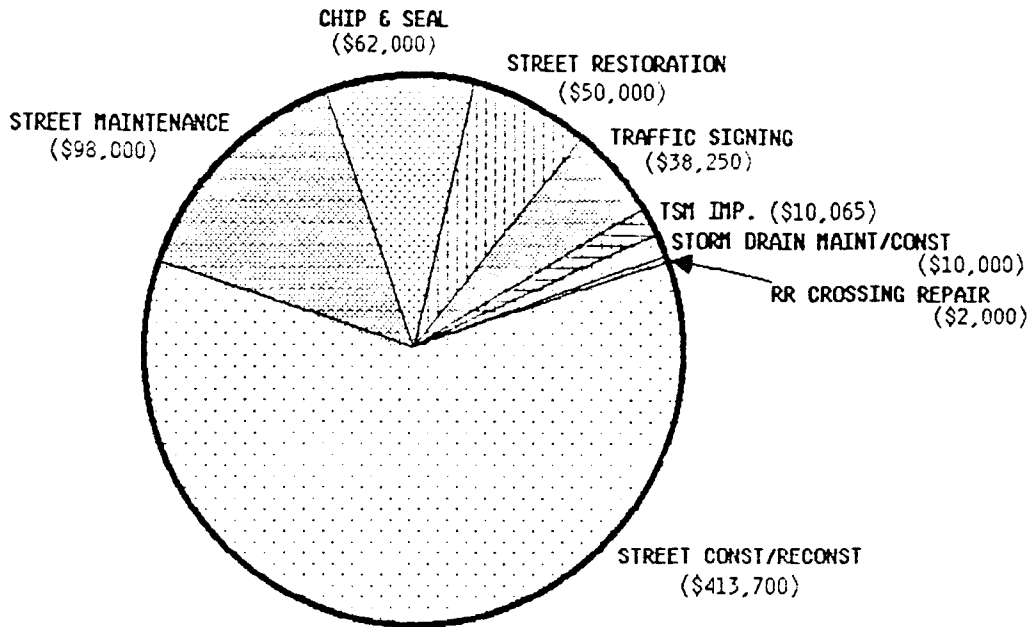 CHIP & SEAL
($62,000)
STREET RESTORATION
($50,000)
STREET MAINTENANCE
($98,000)
TRAFFIC SIGNING
($38,250)
TSM IMP. ($10,065)
STORM DRAIN MAINT/CONST
($10,000)
RR CROSSING REPAIR
($2,000)
STREET CONST/RECONST
($413,700)